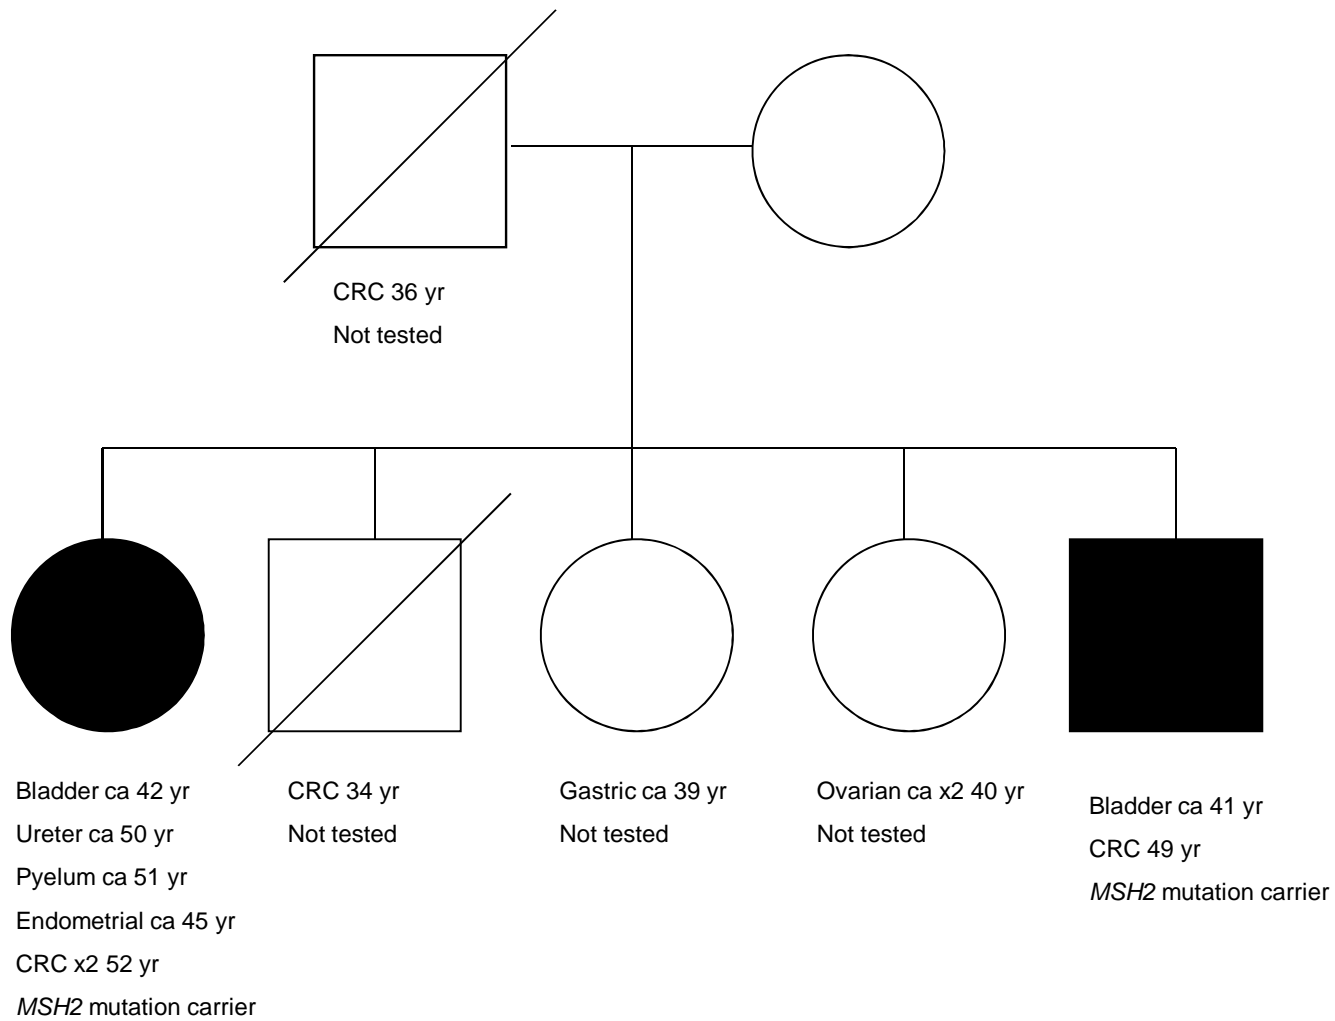 CRC 36 yr
Not tested
Bladder ca 42 yr
Ureter ca 50 yr
Pyelum ca 51 yr
Endometrial ca 45 yr
CRC x2 52 yr
MSH2 mutation carrier
CRC 34 yr
Not tested
Gastric ca 39 yr
Not tested
Ovarian ca x2 40 yr
Not tested
Bladder ca 41 yr
CRC 49 yr
MSH2 mutation carrier